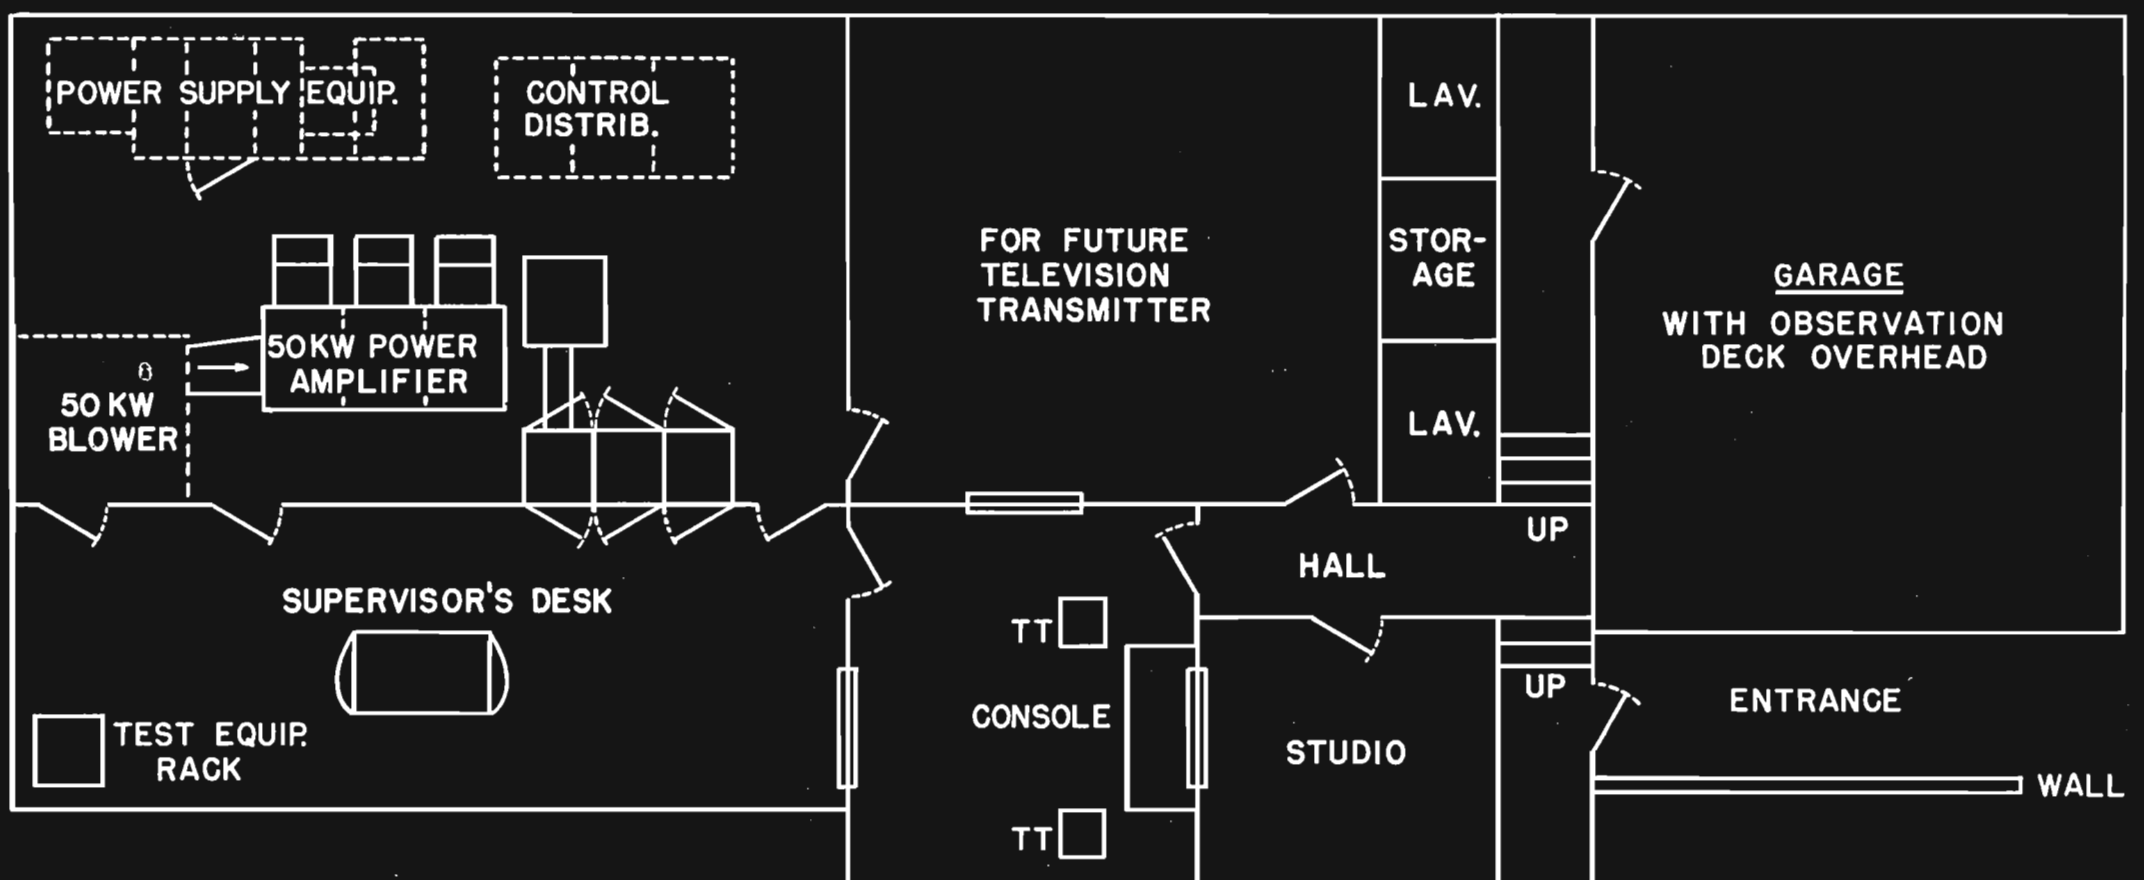 POWER SUPPLY EQUIP.
CONTROL
DISTRIB.
LAV.
FOR FUTURE
TELEVISION
TRANSMITTER
STOR-
AGE
GARAGE
WITH OBSERVATION
DECK OVERHEAD
50KW POWER
AMPLIFIER
50 KW
BLOWER
LAV.
UP
HALL
SUPERVISOR'S DESK
TT
UP
ENTRANCE
CONSOLE
STUDIO
TEST EQUIP.
RACK
WALL
TT